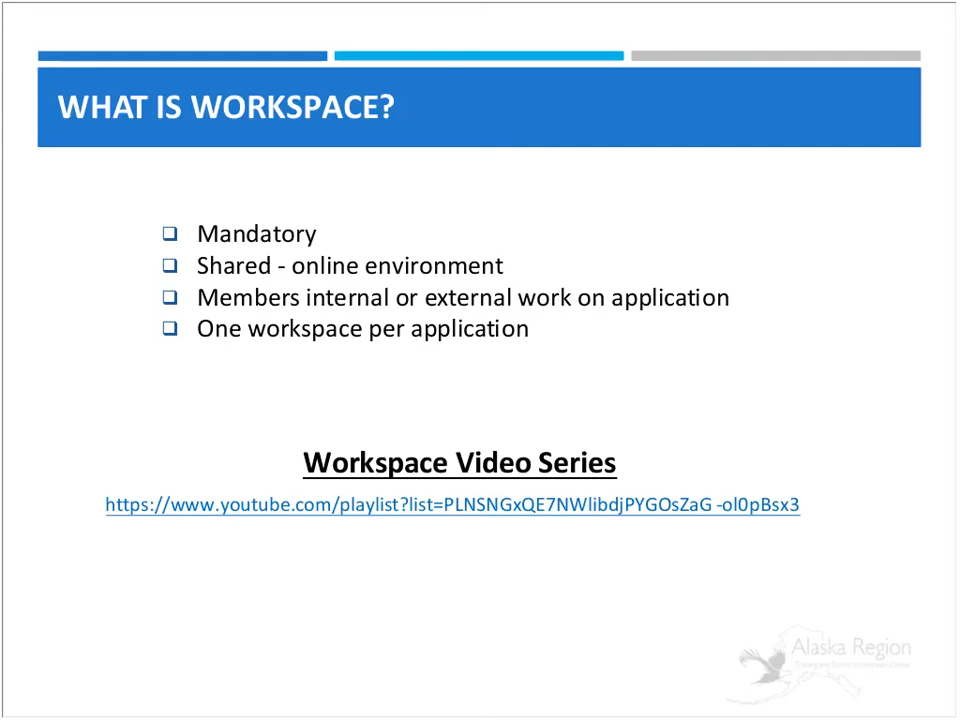 WHAT IS WORKSPACE?
Mandatory
Shared - online environment
Members internal or external work on application
One workspace per application
Workspace Video Series
https://www.youtube.com/playlist?list=PLNSNGxQE7NWlibdjPYGOsZaG -ol0pBsx3
Alaska Region